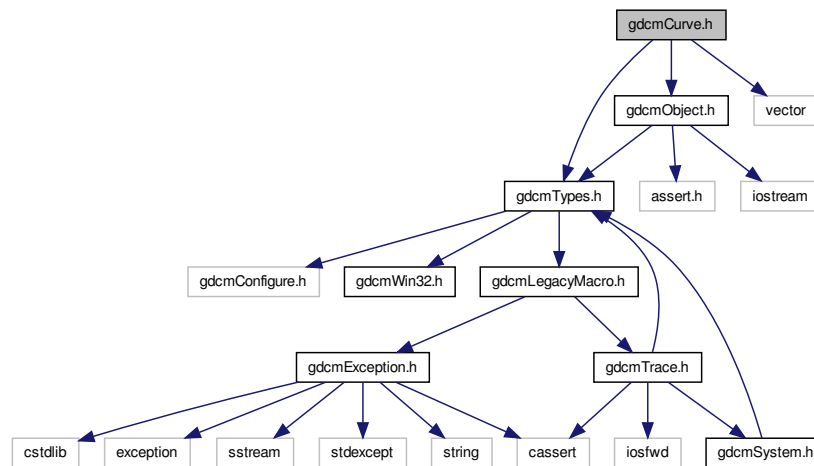 gdcmCurve.h
gdcmObject.h
vector
gdcmTypes.h
assert.h
iostream
gdcmConfigure.h
gdcmWin32.h
gdcmLegacyMacro.h
gdcmException.h
gdcmTrace.h
cstdlib
exception
sstream
stdexcept
string
cassert
iosfwd
gdcmSystem.h